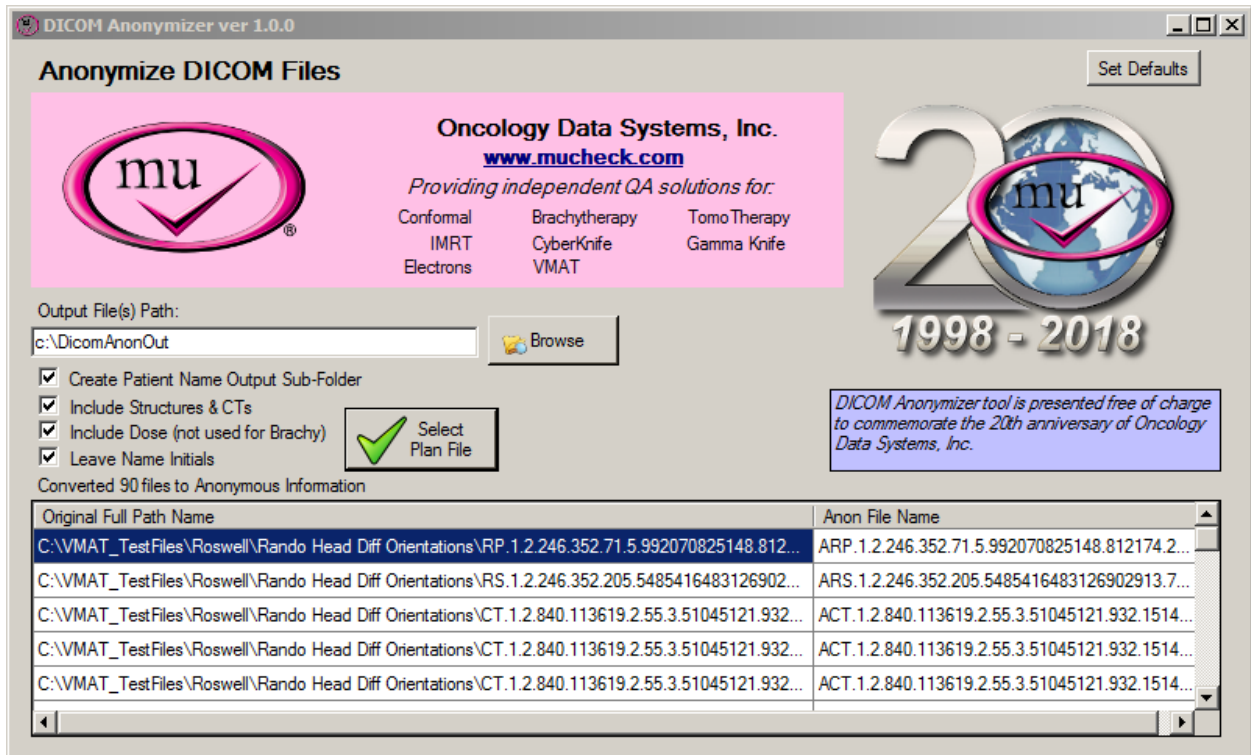 DICOM Anonymizer ver 1.0.0
Anonymize DICOM Files
Set Defaults
mu
®
Oncology Data Systems, Inc.
www.mucheck.com
Providing independent QA solutions for:
Conformal Brachytherapy TomoTherapy
IMRT CyberKnife Gamma Knife
Electrons VMAT
20
mu
®
1998 - 2018
Output File(s) Path:
c:\DicomAnonOut
Browse
Create Patient Name Output Sub-Folder
Include Structures & CTs
Include Dose (not used for Brachy)
Leave Name Initials
Select
Plan File
DICOM Anonymizer tool is presented free of charge
to commemorate the 20th anniversary of Oncology
Data Systems, Inc.
Converted 90 files to Anonymous Information
Original Full Path Name Anon File Name
C:\VMAT_TestFiles\Roswell\Rando Head Diff Orientations\RP.1.2.246.352.71.5.992070825148.812... ARP.1.2.246.352.71.5.992070825148.812174.2...
C:\VMAT_TestFiles\Roswell\Rando Head Diff Orientations\RS.1.2.246.352.205.5485416483126902... ARS.1.2.246.352.205.5485416483126902913.7...
C:\VMAT_TestFiles\Roswell\Rando Head Diff Orientations\CT.1.2.840.113619.2.55.3.51045121.932... ACT.1.2.840.113619.2.55.3.51045121.932.1514...
C:\VMAT_TestFiles\Roswell\Rando Head Diff Orientations\CT.1.2.840.113619.2.55.3.51045121.932... ACT.1.2.840.113619.2.55.3.51045121.932.1514...
C:\VMAT_TestFiles\Roswell\Rando Head Diff Orientations\CT.1.2.840.113619.2.55.3.51045121.932... ACT.1.2.840.113619.2.55.3.51045121.932.1514...